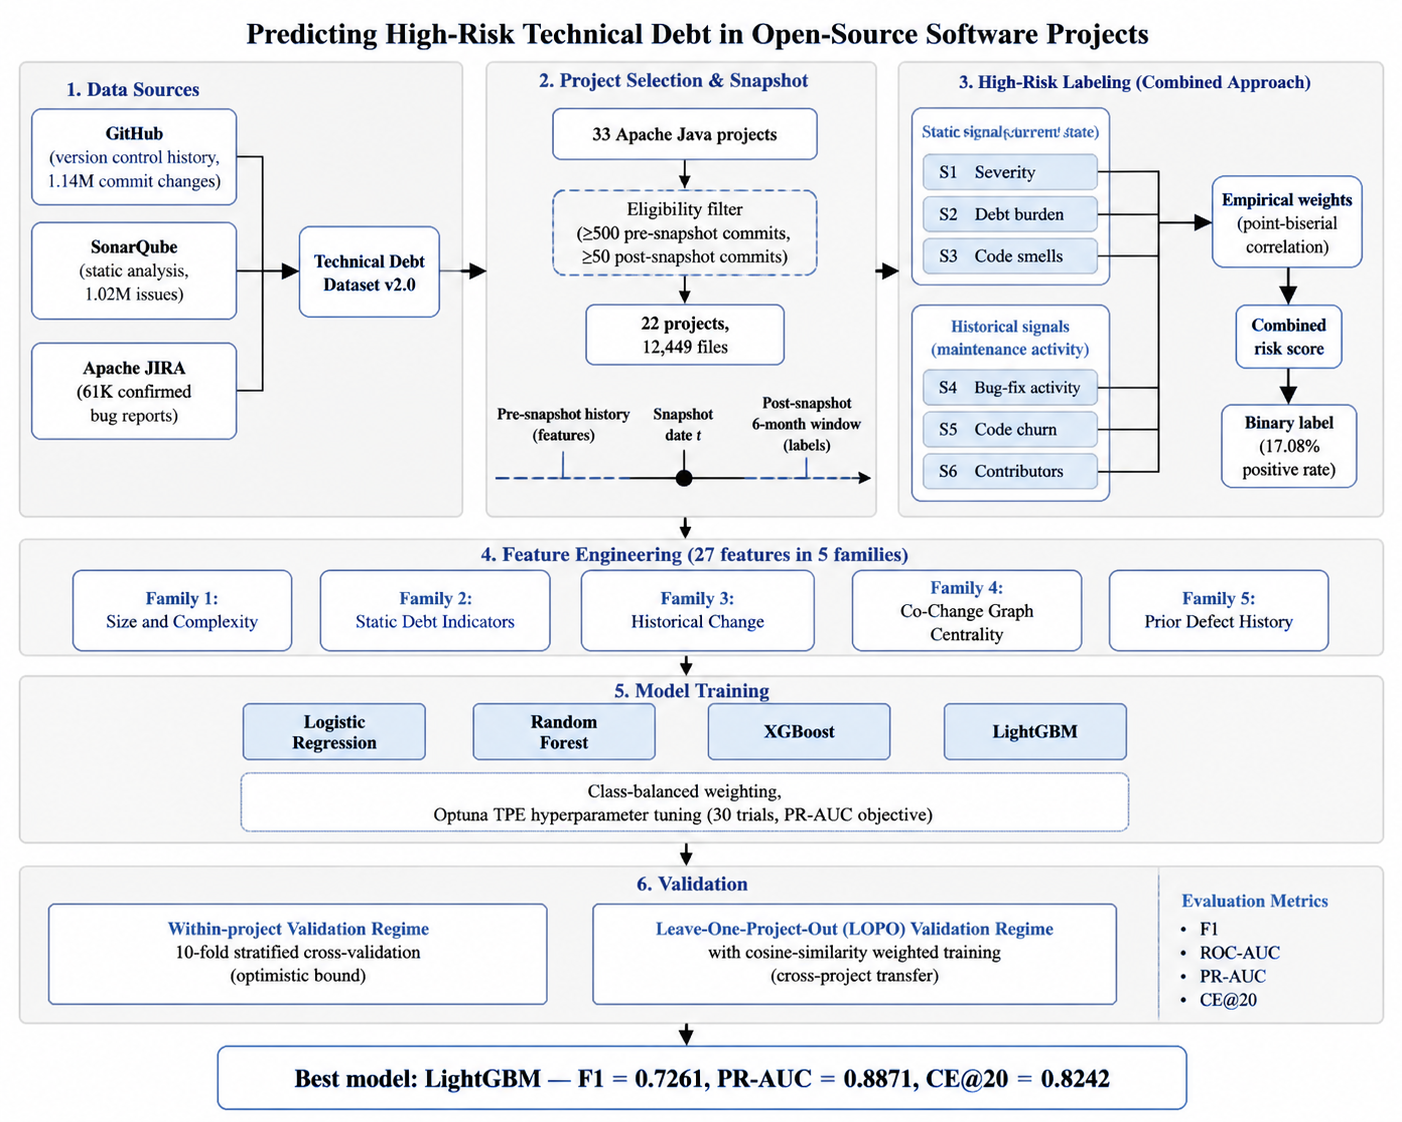 Predicting High-Risk Technical Debt in Open-Source Software Projects
1. Data Sources
GitHub
(version control history,
1.14M commit changes)
SonarQube
(static analysis,
1.02M issues)
Apache JIRA
(61K confirmed
bug reports)
Technical Debt
Dataset v2.0
2. Project Selection & Snapshot
33 Apache Java projects
Eligibility filter
(≥500 pre-snapshot commits,
≥50 post-snapshot commits)
22 projects,
12,449 files
Pre-snapshot history
(features)
Snapshot
date t
Post-snapshot
6-month window
(labels)
3. High-Risk Labeling (Combined Approach)
Static signal state)
S1 Severity
S2 Debt burden
S3 Code smells
Historical signals
(maintenance activity)
S4 Bug-fix activity
S5 Code churn
S6 Contributors
Empirical weights
(point-biserial
correlation)
Combined
risk score
Binary label
(17.08%
positive rate)
4. Feature Engineering (27 features in 5 families)
Family 1:
Size and Complexity
Family 2:
Static Debt Indicators
Family 3:
Historical Change
Family 4:
Co-Change Graph
Centrality
Family 5:
Prior Defect History
5. Model Training
Logistic
Regression
Random
Forest
XGBoost
LightGBM
Class-balanced weighting,
Optuna TPE hyperparameter tuning (30 trials, PR-AUC objective)
6. Validation
Within-project Validation Regime
10-fold stratified cross-validation
(optimistic bound)
Leave-One-Project-Out (LOPO) Validation Regime
with cosine-similarity weighted training
(cross-project transfer)
Evaluation Metrics
• F1
• ROC-AUC
• PR-AUC
• CE@20
Best model: LightGBM — F1 = 0.7261, PR-AUC = 0.8871, CE@20 = 0.8242